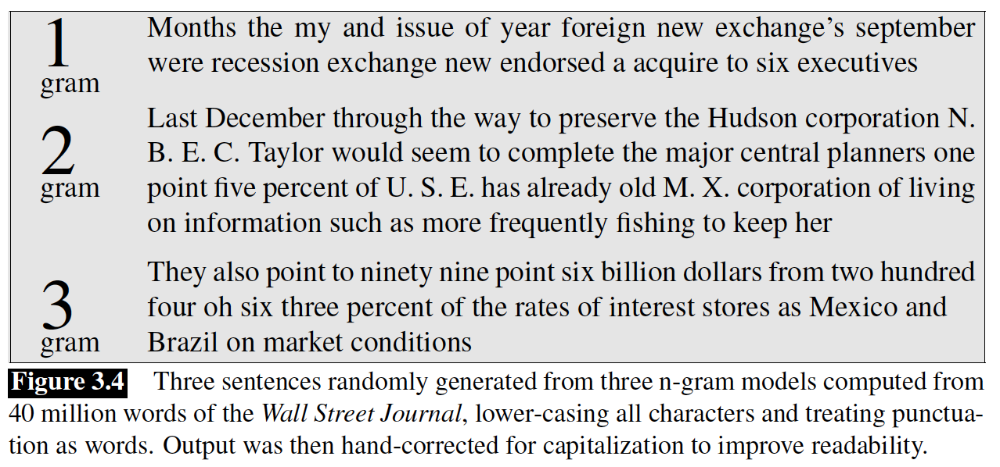 1
gram
Months the my and issue of year foreign new exchange’s september
were recession exchange new endorsed a acquire to six executives
2
gram
Last December through the way to preserve the Hudson corporation N.
B. E. C. Taylor would seem to complete the major central planners one
point five percent of U. S. E. has already old M. X. corporation of living
on information such as more frequently fishing to keep her
3
gram
They also point to ninety nine point six billion dollars from two hundred
four oh six three percent of the rates of interest stores as Mexico and
Brazil on market conditions
Figure 3.4 Three sentences randomly generated from three n-gram models computed from
40 million words of the Wall Street Journal, lower-casing all characters and treating punctua-
tion as words. Output was then hand-corrected for capitalization to improve readability.